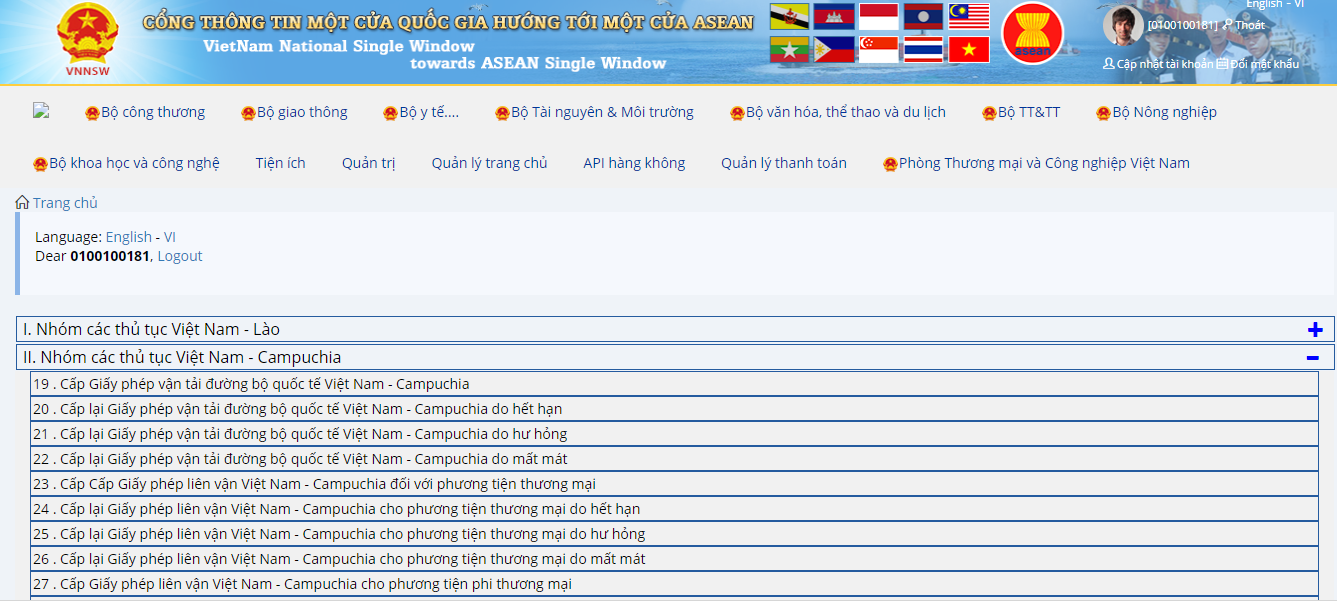 English - VI
CỔNG THÔNG TIN MỘT CỬA QUỐC GIA HƯỚNG TỚI MỘT CỬA ASEAN
VietNam National Single Window
towards ASEAN Single Window
VNNSW
asean
[0100100181] Thoát
Cập nhật tài khoản Đổi mật khẩu
Bộ công thương Bộ giao thông Bộ y tế.... Bộ Tài nguyên & Môi trường Bộ văn hóa, thể thao và du lịch Bộ TT&TT Bộ Nông nghiệp
Bộ khoa học và công nghệ Tiện ích Quản trị Quản lý trang chủ API hàng không Quản lý thanh toán Phòng Thương mại và Công nghiệp Việt Nam
Trang chủ
Language: English - VI
Dear 0100100181, Logout
I. Nhóm các thủ tục Việt Nam - Lào
II. Nhóm các thủ tục Việt Nam - Campuchia
19 . Cấp Giấy phép vận tải đường bộ quốc tế Việt Nam - Campuchia
20 . Cấp lại Giấy phép vận tải đường bộ quốc tế Việt Nam - Campuchia do hết hạn
21 . Cấp lại Giấy phép vận tải đường bộ quốc tế Việt Nam - Campuchia do hư hỏng
22 . Cấp lại Giấy phép vận tải đường bộ quốc tế Việt Nam - Campuchia do mất mát
23 . Cấp Cấp Giấy phép liên vận Việt Nam - Campuchia đối với phương tiện thương mại
24 . Cấp lại Giấy phép liên vận Việt Nam - Campuchia cho phương tiện thương mại do hết hạn
25 . Cấp lại Giấy phép liên vận Việt Nam - Campuchia cho phương tiện thương mại do hư hỏng
26 . Cấp lại Giấy phép liên vận Việt Nam - Campuchia cho phương tiện thương mại do mất mát
27 . Cấp Giấy phép liên vận Việt Nam - Campuchia cho phương tiện phi thương mại